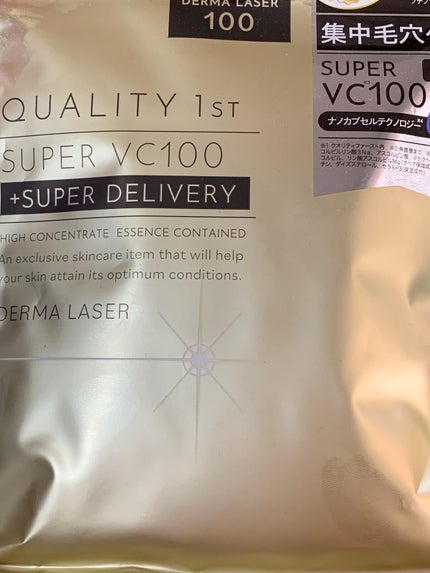 DERMA LASER
100
集中毛穴
SUPER
VC100
ナノカプセルテクノロジー※4
QUALITY 1ST
SUPER VC100
+SUPER DELIVERY
HIGH CONCENTRATE ESSENCE CONTAINED
An exclusive skincare item that will help
your skin attain its optimum conditions.
DERMA LASER